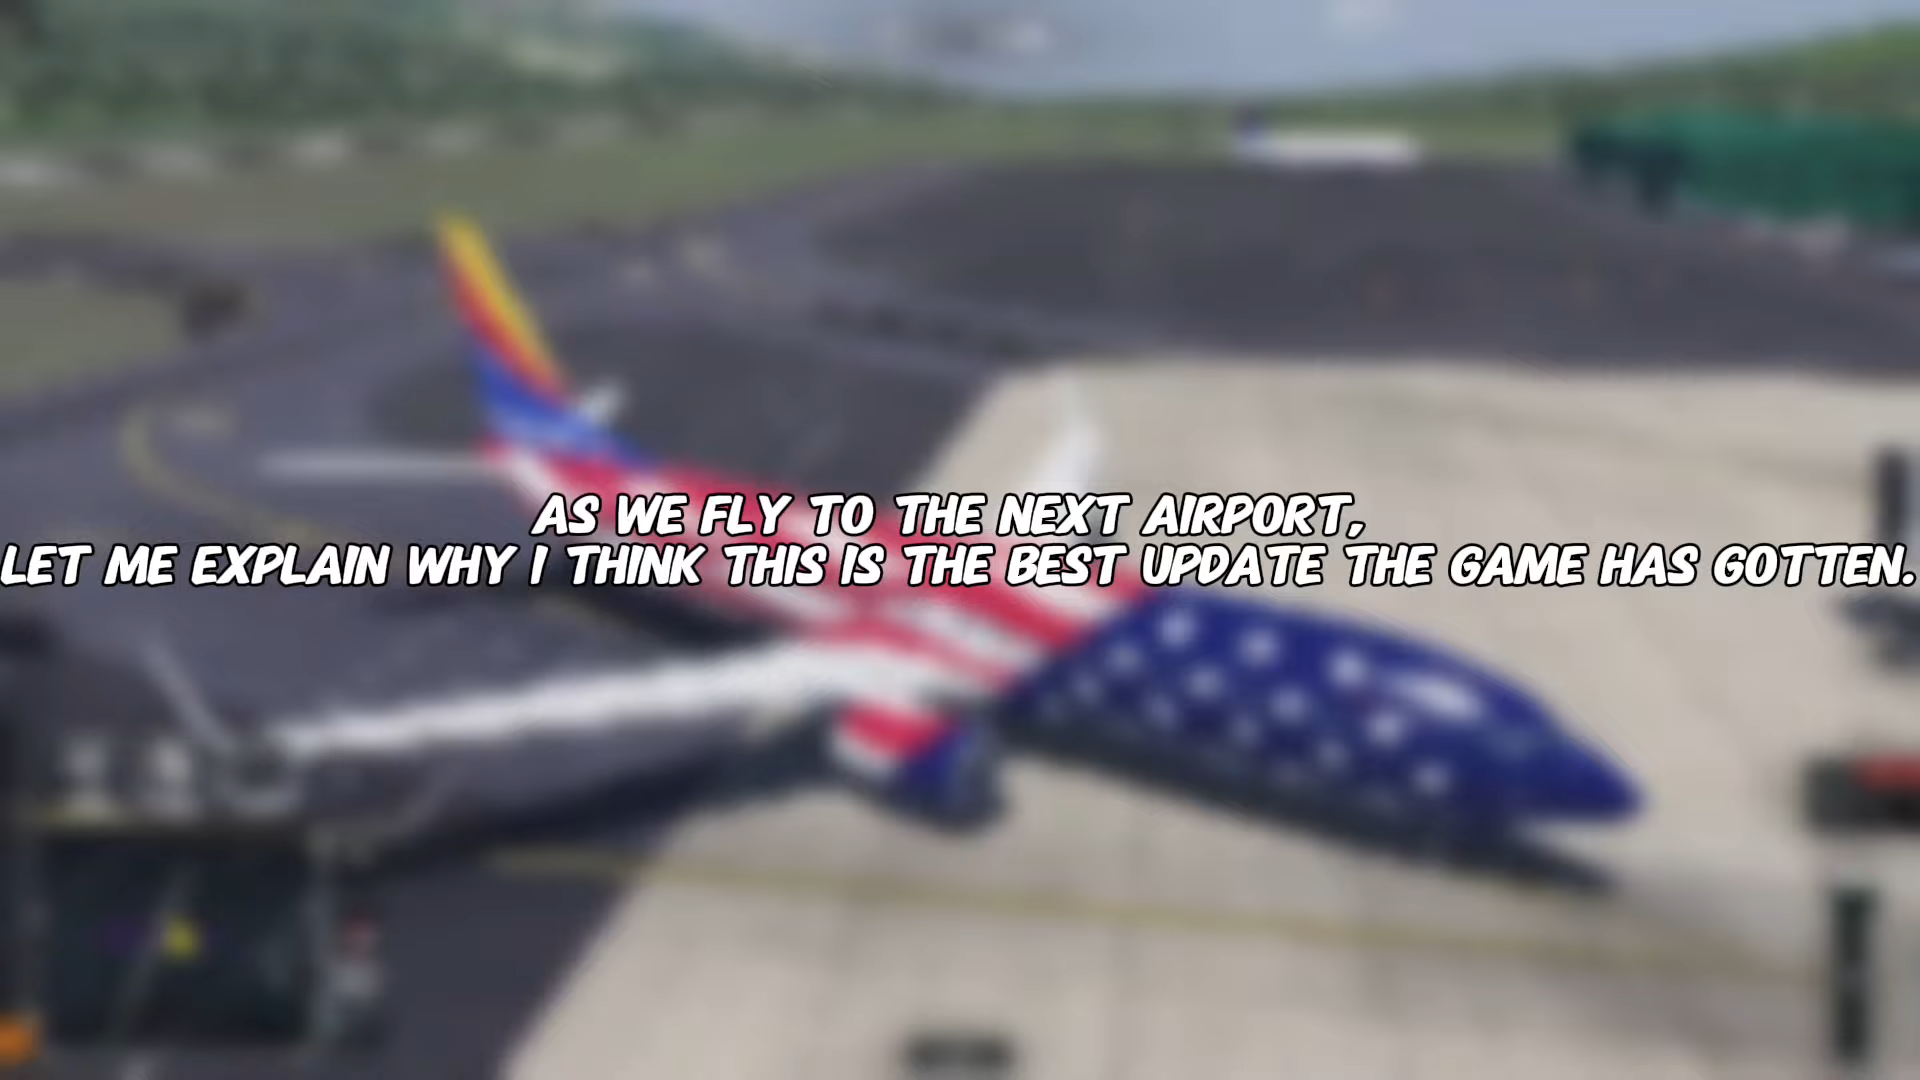 AS WE FLY TO THE NEXT AIRPORT,
LET ME EXPLAIN WHY I THINK THIS IS THE BEST UPDATE THE GAME HAS GOTTEN.